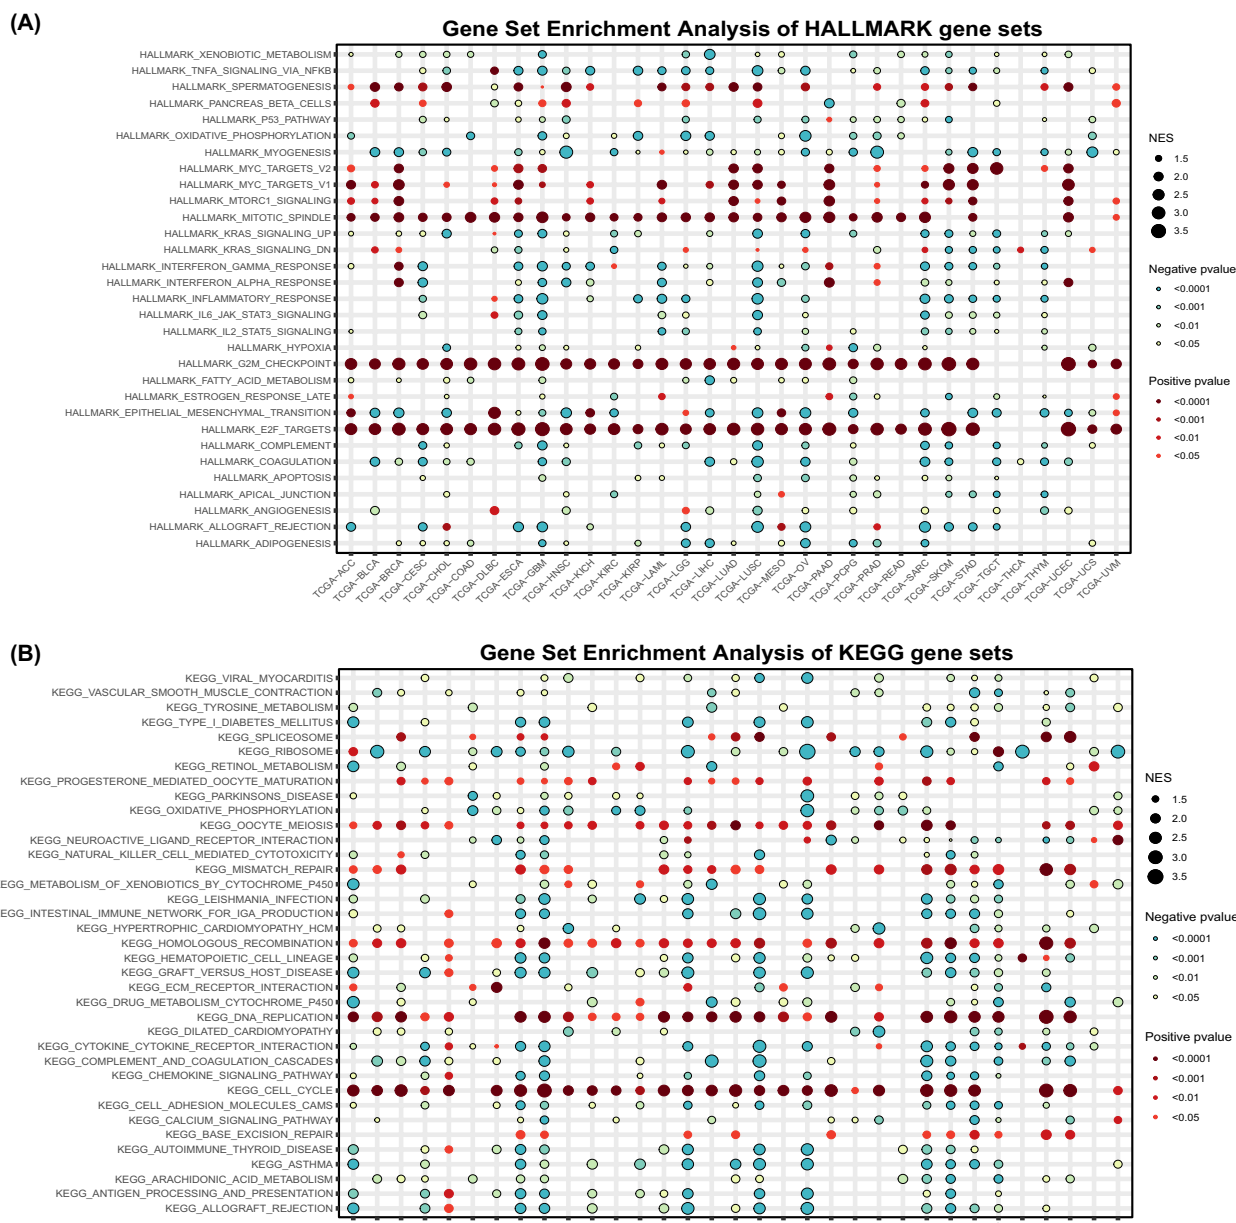 (A)
Gene Set Enrichment Analysis of HALLMARK gene sets
HALLMARK_XENOBIOTIC_METABOLISM
HALLMARK_TNFA_SIGNALING_VIA_NFKB
HALLMARK_SPERMATOGENESIS
HALLMARK_PANCREAS_BETA_CELLS
HALLMARK_P53_PATHWAY
HALLMARK_OXIDATIVE_PHOSPHORYLATION
HALLMARK_MYOGENESIS
HALLMARK_MYC_TARGETS_V2
HALLMARK_MYC_TARGETS_V1
HALLMARK_MTORC1_SIGNALING
HALLMARK_MITOTIC_SPINDLE
HALLMARK_KRAS_SIGNALING_UP
HALLMARK_KRAS_SIGNALING_DN
HALLMARK_INTERFERON_GAMMA_RESPONSE
HALLMARK_INTERFERON_ALPHA_RESPONSE
HALLMARK_INFLAMMATORY_RESPONSE
HALLMARK_IL6_JAK_STAT3_SIGNALING
HALLMARK_IL2_STAT5_SIGNALING
HALLMARK_HYPOXIA
HALLMARK_G2M_CHECKPOINT
HALLMARK_FATTY_ACID_METABOLISM
HALLMARK_ESTROGEN_RESPONSE_LATE
HALLMARK_EPITHELIAL_MESENCHYMAL_TRANSITION
HALLMARK_E2F_TARGETS
HALLMARK_COMPLEMENT
HALLMARK_COAGULATION
HALLMARK_APOPTOSIS
HALLMARK_APICAL_JUNCTION
HALLMARK_ANGIOGENESIS
HALLMARK_ALLOGRAFT_REJECTION
HALLMARK_ADIPOGENESIS
TCGA-ACC
TCGA-BLCA
TCGA-BRCA
TCGA-CESC
TCGA-CHOL
TCGA-COAD
TCGA-DLBC
TCGA-ESCA
TCGA-GBM
TCGA-HNSC
TCGA-KICH
TCGA-KIRC
TCGA-KIRP
TCGA-LAML
TCGA-LGG
TCGA-LIHC
TCGA-LUAD
TCGA-LUSC
TCGA-MESO
TCGA-OV
TCGA-PAAD
TCGA-PCPG
TCGA-PRAD
TCGA-READ
TCGA-SARC
TCGA-SKCM
TCGA-STAD
TCGA-TGCT
TCGA-THCA
TCGA-THYM
TCGA-UCEC
TCGA-UCS
TCGA-UVM
NES
1.5
2.0
2.5
3.0
3.5
Negative pvalue
<0.0001
<0.001
<0.01
<0.05
Positive pvalue
<0.0001
<0.001
<0.01
<0.05
(B)
Gene Set Enrichment Analysis of KEGG gene sets
KEGG_VIRAL_MYOCARDITIS
KEGG_VASCULAR_SMOOTH_MUSCLE_CONTRACTION
KEGG_TYROSINE_METABOLISM
KEGG_TYPE_I_DIABETES_MELLITUS
KEGG_SPLICEOSOME
KEGG_RIBOSOME
KEGG_RETINOL_METABOLISM
KEGG_PROGESTERONE_MEDIATED_OOCYTE_MATURATION
KEGG_PARKINSONS_DISEASE
KEGG_OXIDATIVE_PHOSPHORYLATION
KEGG_OOCYTE_MEIOSIS
KEGG_NEUROACTIVE_LIGAND_RECEPTOR_INTERACTION
KEGG_NATURAL_KILLER_CELL_MEDIATED_CYTOTOXICITY
KEGG_MISMATCH_REPAIR
EGG_METABOLISM_OF_XENOBIOTICS_BY_CYTOCHROME_P450
KEGG_LEISHMANIA_INFECTION
EGG_INTESTINAL_IMMUNE_NETWORK_FOR_IGA_PRODUCTION
KEGG_HYPERTROPHIC_CARDIOMYOPATHY_HCM
KEGG_HOMOLOGOUS_RECOMBINATION
KEGG_HEMATOPOIETIC_CELL_LINEAGE
KEGG_GRAFT_VERSUS_HOST_DISEASE
KEGG_ECM_RECEPTOR_INTERACTION
KEGG_DRUG_METABOLISM_CYTOCHROME_P450
KEGG_DNA_REPLICATION
KEGG_DILATED_CARDIOMYOPATHY
KEGG_CYTOKINE_CYTOKINE_RECEPTOR_INTERACTION
KEGG_COMPLEMENT_AND_COAGULATION_CASCADES
KEGG_CHEMOKINE_SIGNALING_PATHWAY
KEGG_CELL_CYCLE
KEGG_CELL_ADHESION_MOLECULES_CAMS
KEGG_CALCIUM_SIGNALING_PATHWAY
KEGG_BASE_EXCISION_REPAIR
KEGG_AUTOIMMUNE_THYROID_DISEASE
KEGG_ASTHMA
KEGG_ARACHIDONIC_ACID_METABOLISM
KEGG_ANTIGEN_PROCESSING_AND_PRESENTATION
KEGG_ALLOGRAFT_REJECTION
NES
1.5
2.0
2.5
3.0
3.5
Negative pvalue
<0.0001
<0.001
<0.01
<0.05
Positive pvalue
<0.0001
<0.001
<0.01
<0.05